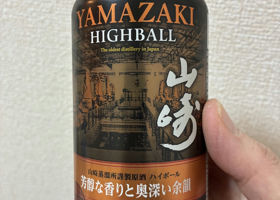 YAMAZAKI
HIGHBALL
The oldest distillery in Japan
山崎
山崎蒸溜所謹製原酒 ハイボール
芳醇な香りと奥深い余韻